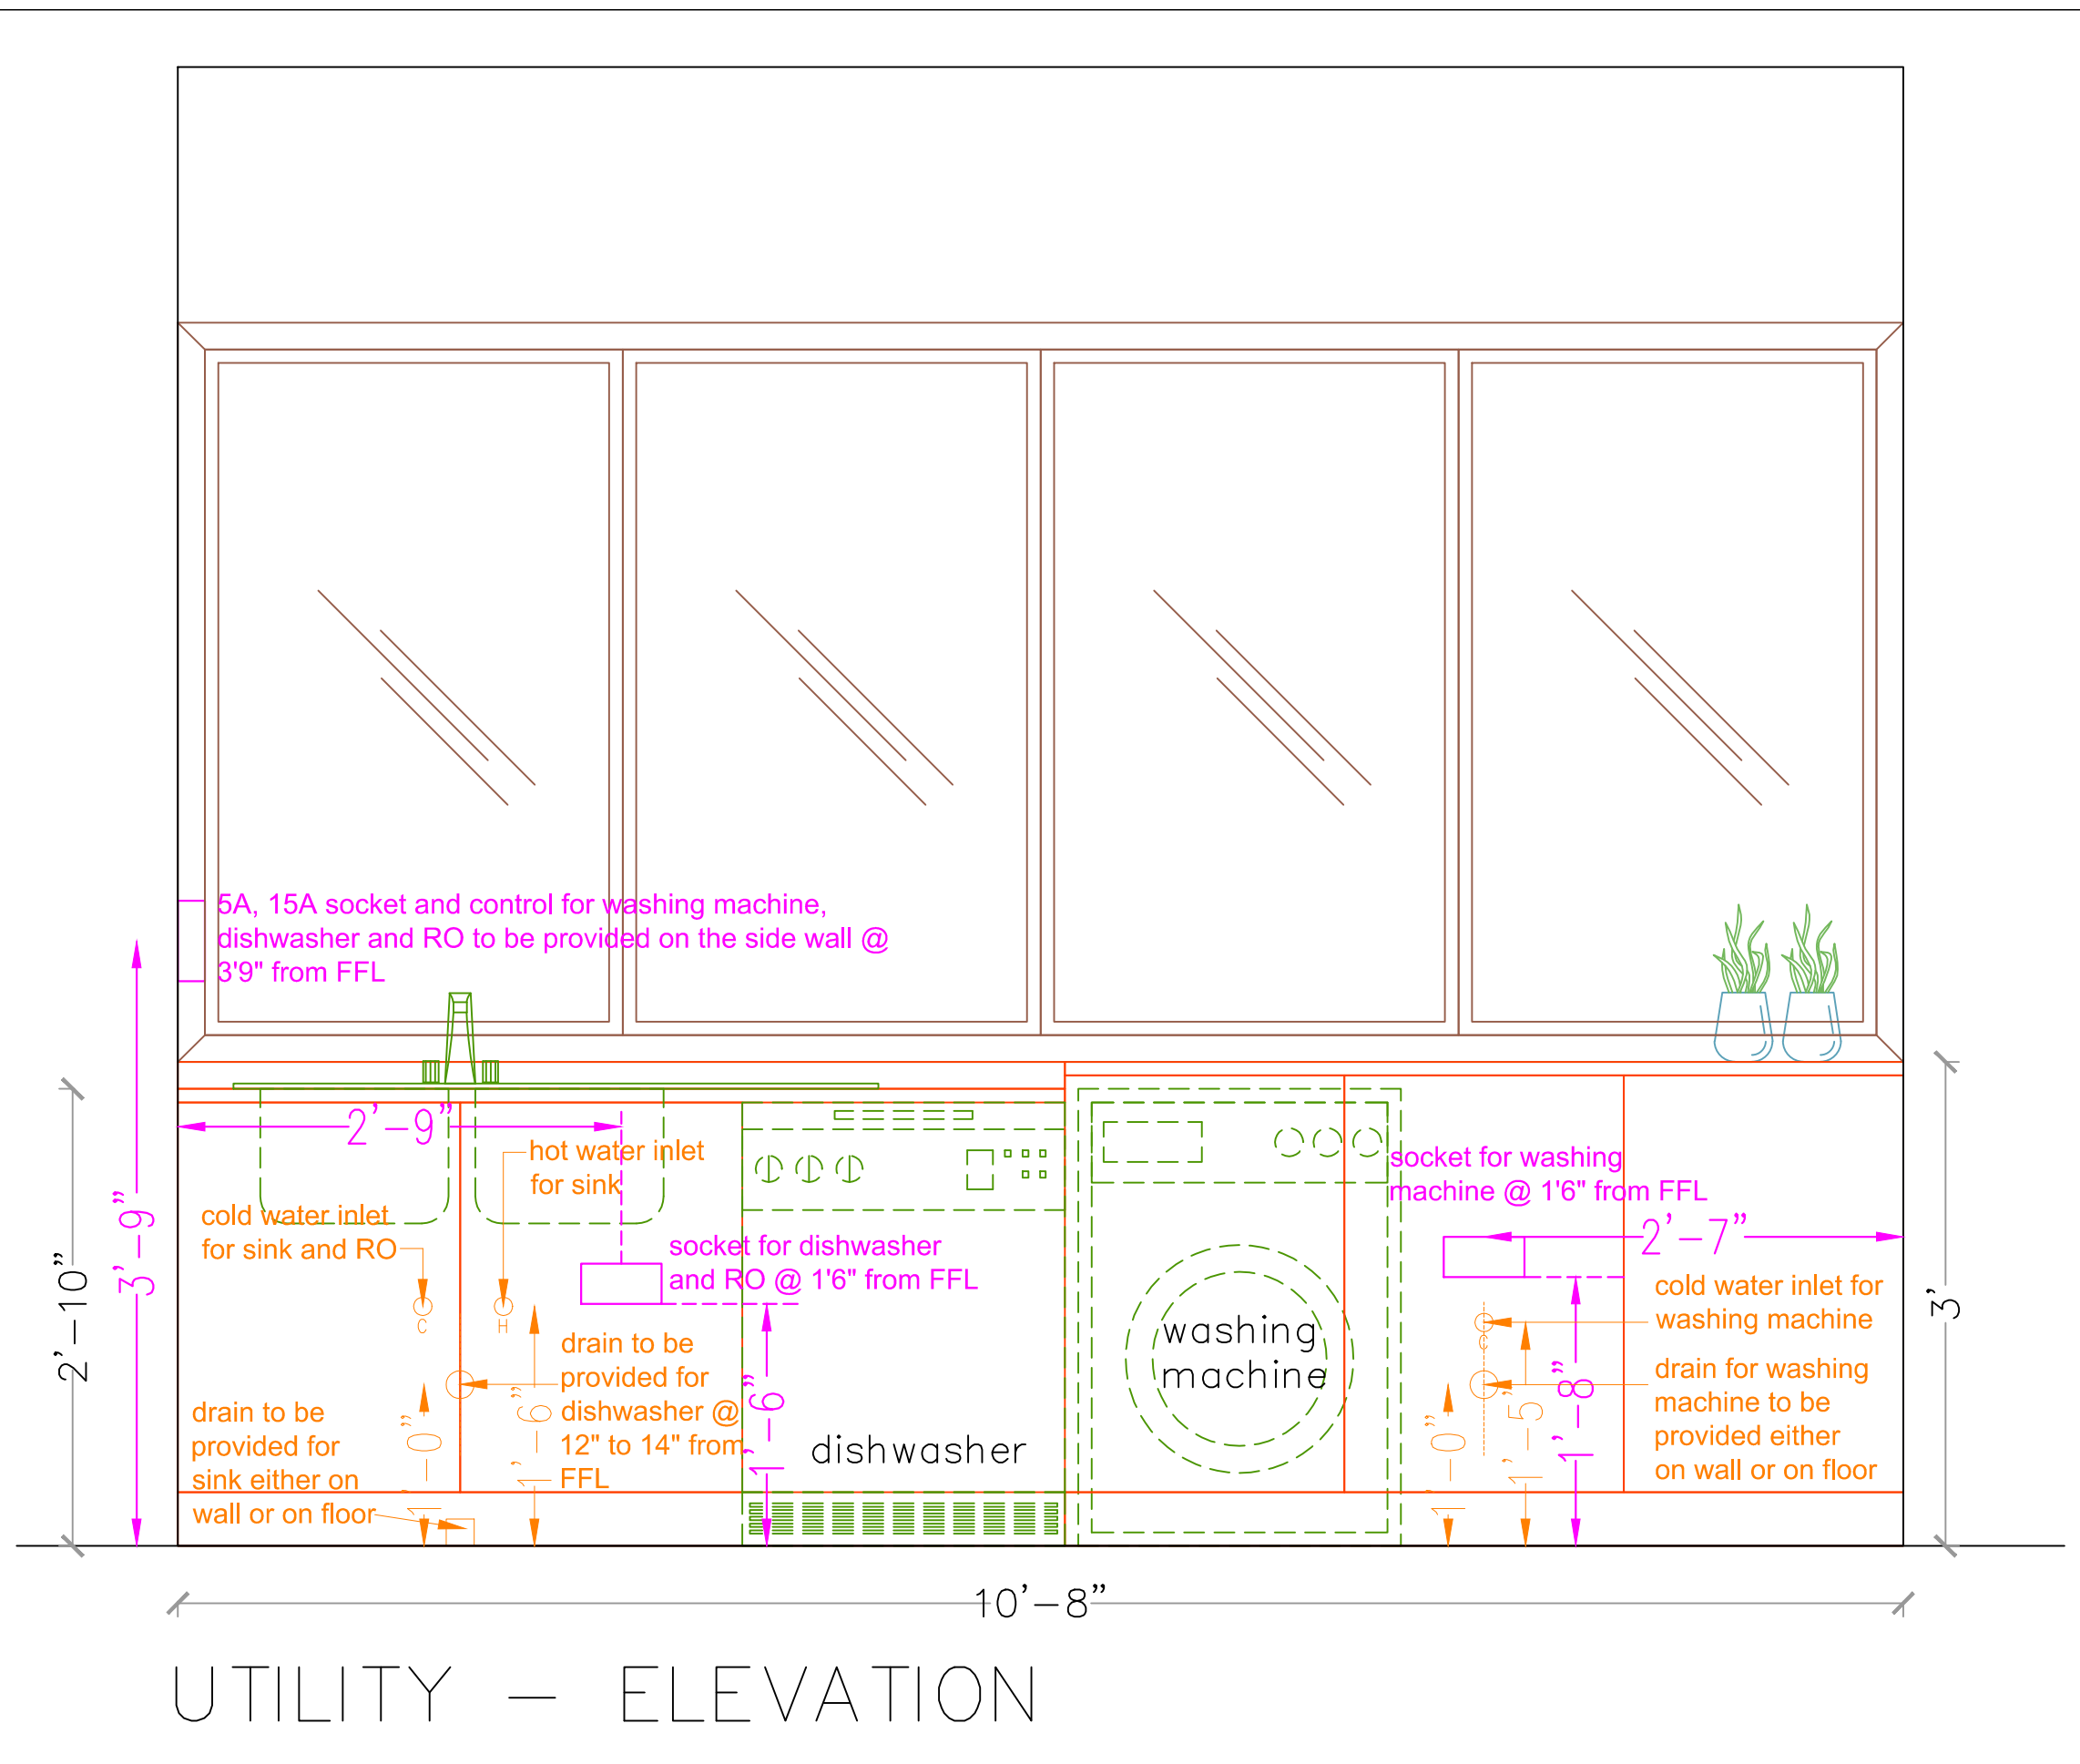 5A, 15A socket and control for washing machine,
dishwasher and RO to be provided on the side wall @
3'9" from FFL
2'-9"
hot water inlet
for sink
cold water inlet
for sink and RO
socket for dishwasher
and RO @ 1'6" from FFL
socket for washing
machine @ 1'6" from FFL
2'-7"
3'-9"
2'-10"
3'
C
H
C
cold water inlet for
washing machine
washing
machine
drain to be
provided for
dishwasher @
12" to 14" from
FFL
drain for washing
machine to be
provided either
on wall or on floor
drain to be
provided for
sink either on
wall or on floor
1'-0"
1'-6"
1'-6"
dishwasher
1'-0"
1'-5"
1'-8"
10'-8"
UTILITY - ELEVATION